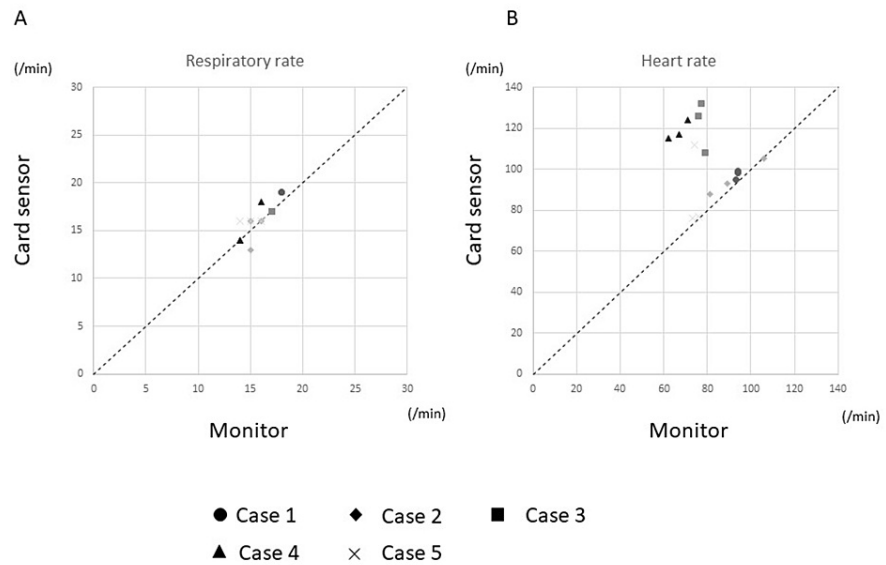 A
B
Respiratory rate
Heart rate
(/min)
(/min)
30
25
20
15
10
5
0
Card sensor
0 5 10 15 20 25 30
(/min)
Monitor
140
120
100
80
60
40
20
0
Card sensor
0 20 40 60 80 100 120 140
(/min)
Monitor
Case 1 Case 2 Case 3
Case 4 Case 5